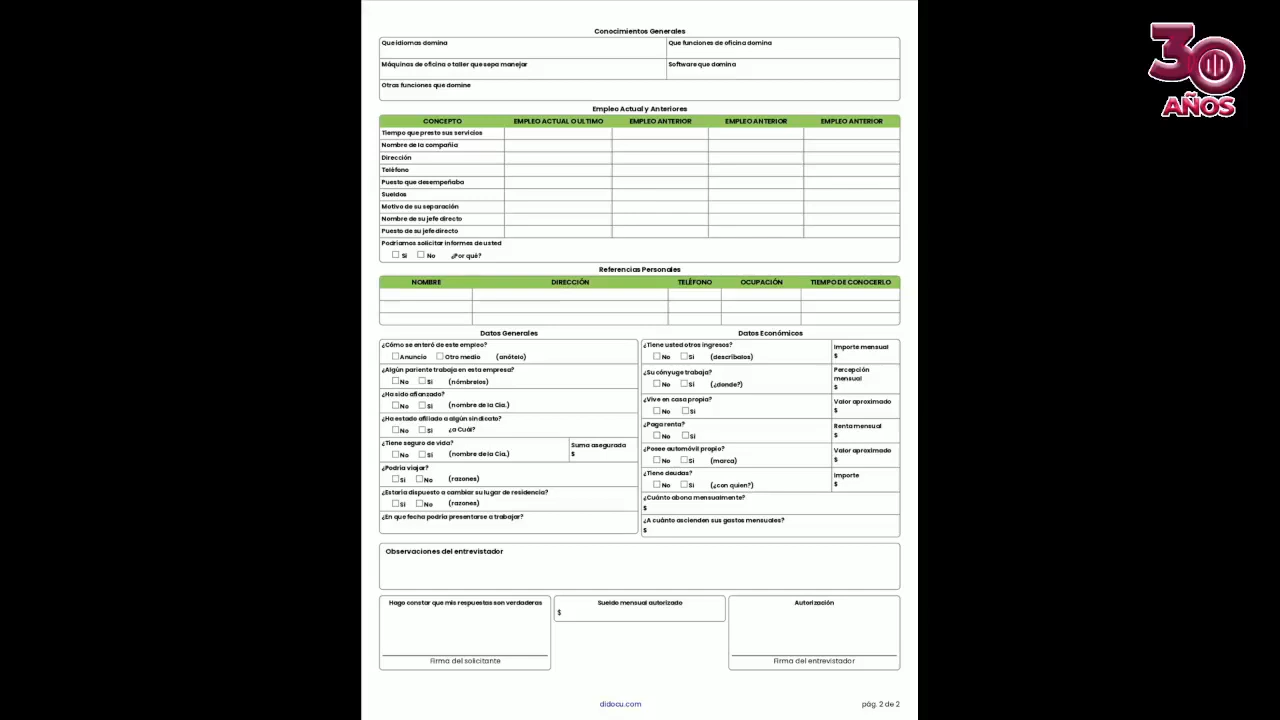 Conocimientos Generales
Que idiomas domina
Que funciones de oficina domina
Máquinas de oficina o taller que sepa manejar
Software que domina
Otras funciones que domine
Empleo Actual y Anteriores
CONCEPTO EMPLEO ACTUAL O ULTIMO EMPLEO ANTERIOR EMPLEO ANTERIOR EMPLEO ANTERIOR
Tiempo que presto sus servicios
Nombre de la compañía
Dirección
Teléfono
Puesto que desempeñaba
Sueldos
Motivo de su separación
Nombre de su jefe directo
Puesto de su jefe directo
Podríamos solicitar informes de usted
Si No ¿Por qué?
Referencias Personales
NOMBRE DIRECCIÓN TELÉFONO OCUPACIÓN TIEMPO DE CONOCERLO
Datos Generales
¿Cómo se enteró de este empleo?
Anuncio Otro medio (anótelo)
¿Algún pariente trabaja en esta empresa?
No Si (nómbrelos)
¿Ha sido afianzado?
No Si (nombre de la Cía.)
¿Ha estado afiliado a algún sindicato?
No Si ¿a Cuál?
¿Tiene seguro de vida?
No Si (nombre de la Cía.)
Suma asegurada
$
¿Podría viajar?
Si No (razones)
¿Estaría dispuesto a cambiar su lugar de residencia?
Si No (razones)
¿En que fecha podría presentarse a trabajar?
Datos Económicos
¿Tiene usted otros ingresos?
No Si (descríbalos)
Importe mensual
$
¿Su cónyuge trabaja?
No Si (¿donde?)
Percepción
mensual
$
¿Vive en casa propia?
No Si
Valor aproximado
$
¿Paga renta?
No Si
Renta mensual
$
¿Posee automóvil propio?
No Si (marca)
Valor aproximado
$
¿Tiene deudas?
No Si (¿con quien?)
Importe
$
¿Cuánto abona mensualmente?
$
¿A cuánto ascienden sus gastos mensuales?
$
Observaciones del entrevistador
Hago constar que mis respuestas son verdaderas
Firma del solicitante
Sueldo mensual autorizado
$
Autorización
Firma del entrevistador
didocu.com
pág. 2 de 2
30
AÑOS